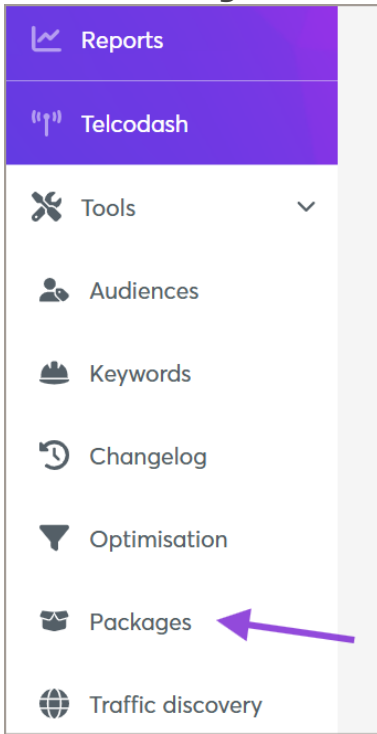 Reports
Telcodash
Tools
Audiences
Keywords
Changelog
Optimisation
Packages
Traffic discovery